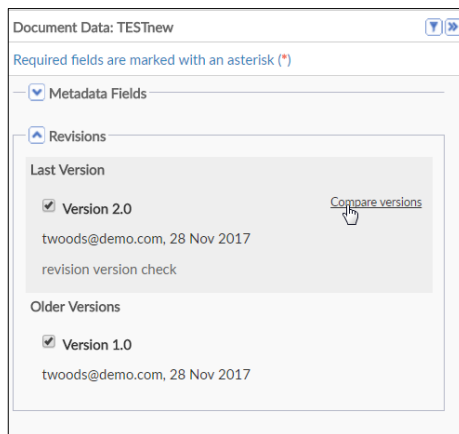 Document Data: TESTnew
Required fields are marked with an asterisk (*)
Metadata Fields
Revisions
Last Version
Version 2.0
Compare versions
twoods@demo.com, 28 Nov 2017
revision version check
Older Versions
Version 1.0
twoods@demo.com, 28 Nov 2017